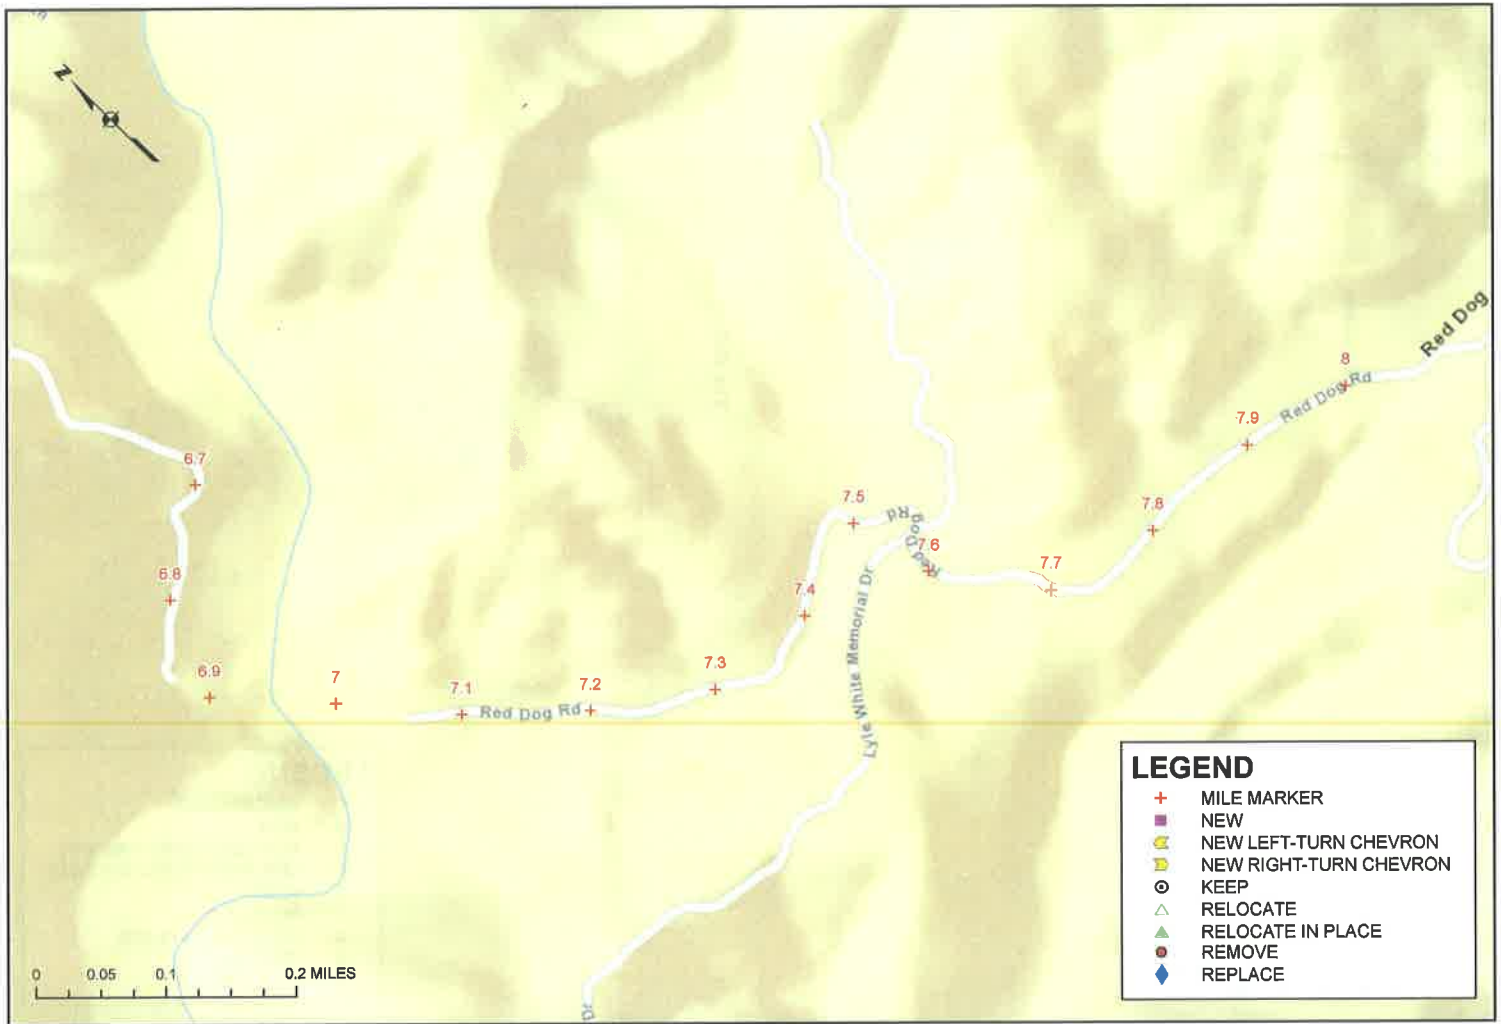 N
Red Dog
8
Red Dog Rd
7.9
6.7
7.5
7.8
Red Dog Rd
7.6
7.7
6.8
7.4
Lyle White Memorial Dr
6.9
7
7.1
7.2
7.3
Red Dog Rd
LEGEND
MILE MARKER
NEW
NEW LEFT-TURN CHEVRON
NEW RIGHT-TURN CHEVRON
KEEP
RELOCATE
RELOCATE IN PLACE
REMOVE
REPLACE
0 0.05 0.1 0.2 MILES
Dr